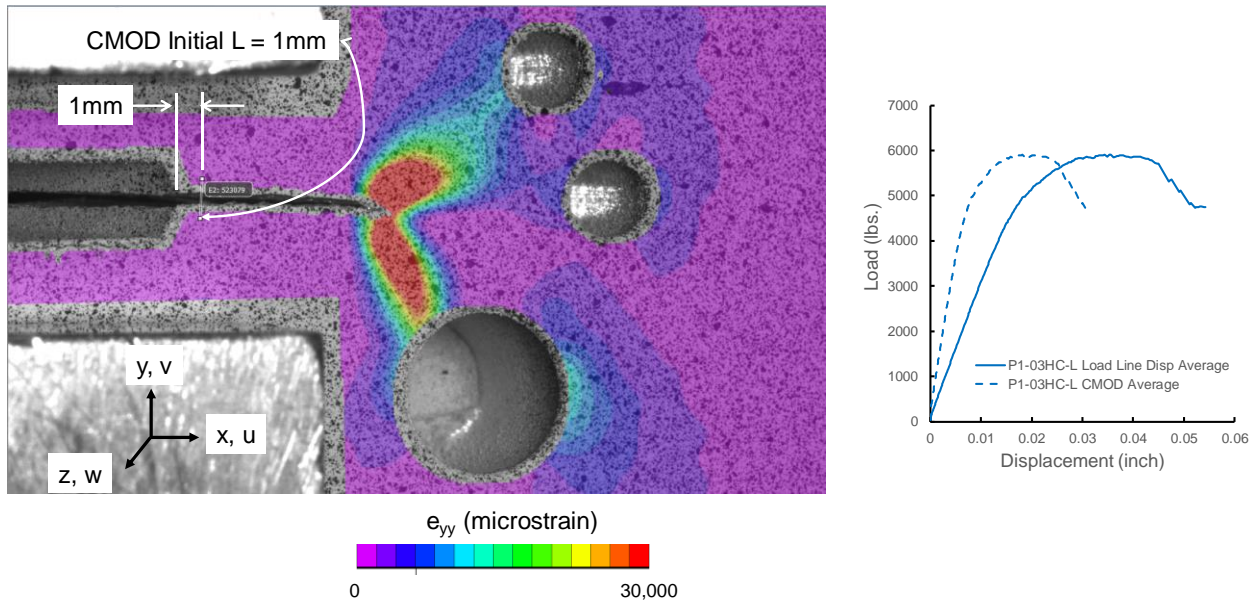 CMOD Initial L = 1mm
1mm
E2: 523079
y, v
x, u
z, w
e_yy (microstrain)
0 30,000
7000
6000
5000
4000
3000
2000
1000
0
Load (lbs.)
P1-03HC-L Load Line Disp Average
P1-03HC-L CMOD Average
0 0.01 0.02 0.03 0.04 0.05 0.06
Displacement (inch)